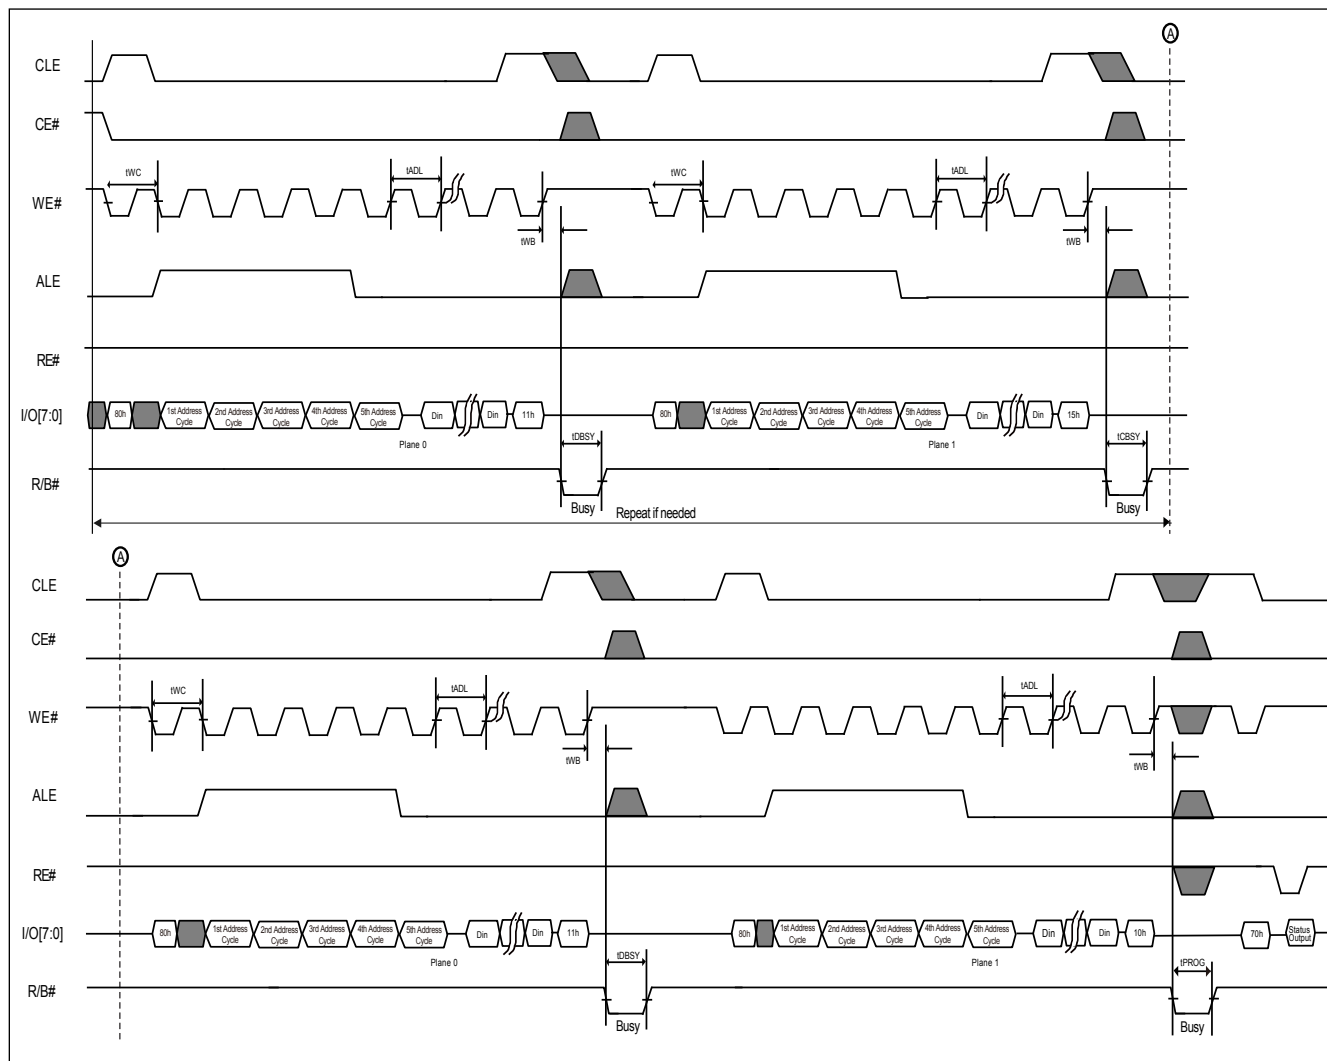 A
CLE
CE#
tWC
tADL
tWC
tADL
WE#
tWB
tWB
ALE
RE#
I/O[7:0]
80h
1st Address Cycle
2nd Address Cycle
3rd Address Cycle
4th Address Cycle
5th Address Cycle
Din
Din
11h
80h
1st Address Cycle
2nd Address Cycle
3rd Address Cycle
4th Address Cycle
5th Address Cycle
Din
Din
15h
Plane 0
tDBSY
Plane 1
tCBSY
R/B#
Busy
Busy
Repeat if needed
A
CLE
CE#
tWC
tADL
tADL
WE#
tWB
tWB
ALE
RE#
I/O[7:0]
80h
1st Address Cycle
2nd Address Cycle
3rd Address Cycle
4th Address Cycle
5th Address Cycle
Din
Din
11h
80h
1st Address Cycle
2nd Address Cycle
3rd Address Cycle
4th Address Cycle
5th Address Cycle
Din
Din
10h
70h
Status Output
Plane 0
tDBSY
Plane 1
tPROG
R/B#
Busy
Busy